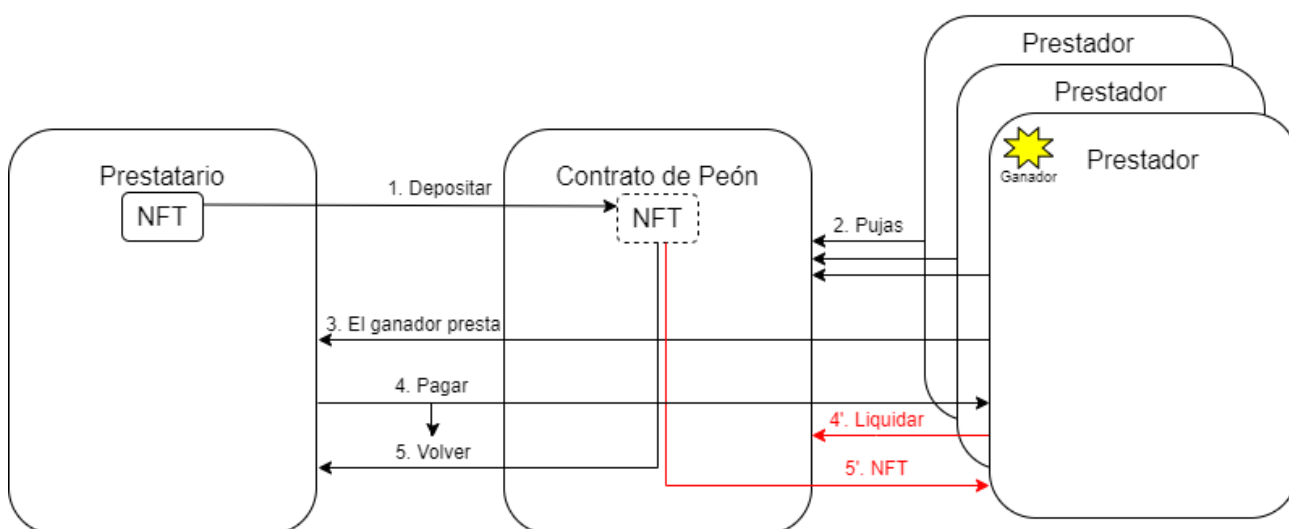 Prestador
Prestador
Prestador
Ganador
Prestatario
NFT
Contrato de Peón
NFT
1. Depositar
2. Pujas
3. El ganador presta
4. Pagar
4'. Liquidar
5. Volver
5'. NFT